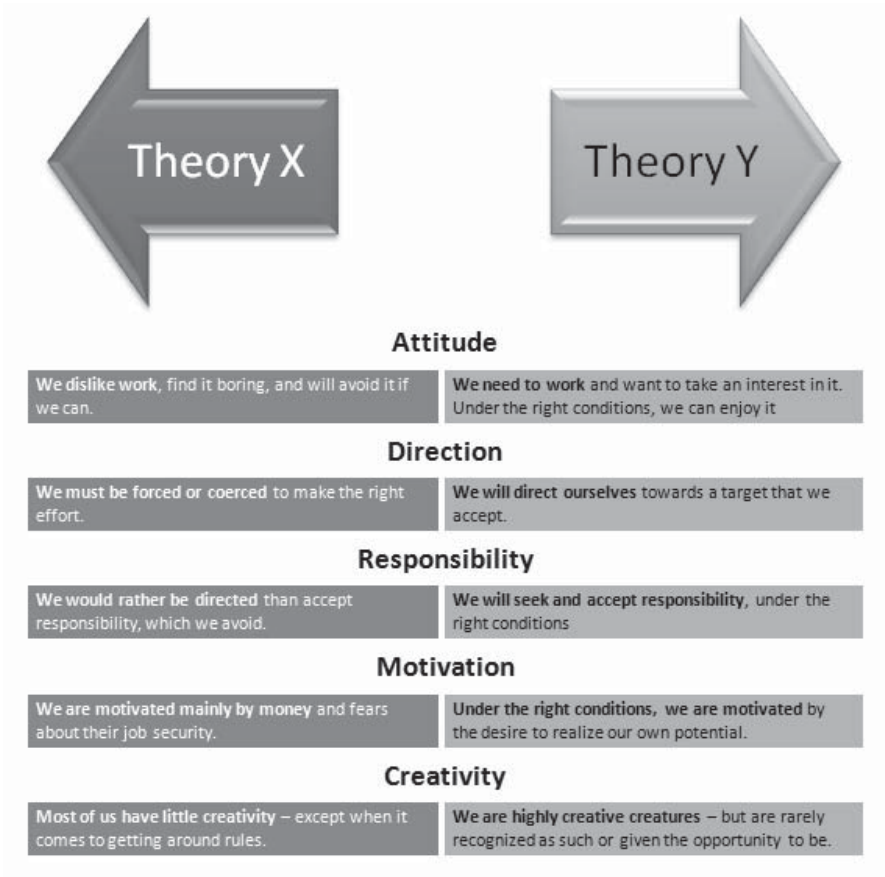 Theory X
Theory Y
Attitude
We dislike work, find it boring, and will avoid it if
we can.
We need to work and want to take an interest in it.
Under the right conditions, we can enjoy it
Direction
We must be forced or coerced to make the right
effort.
We will direct ourselves towards a target that we
accept.
Responsibility
We would rather be directed than accept
responsibility, which we avoid.
We will seek and accept responsibility, under the
right conditions
Motivation
We are motivated mainly by money and fears
about their job security.
Under the right conditions, we are motivated by
the desire to realize our own potential.
Creativity
Most of us have little creativity – except when it
comes to getting around rules.
We are highly creative creatures – but are rarely
recognized as such or given the opportunity to be.